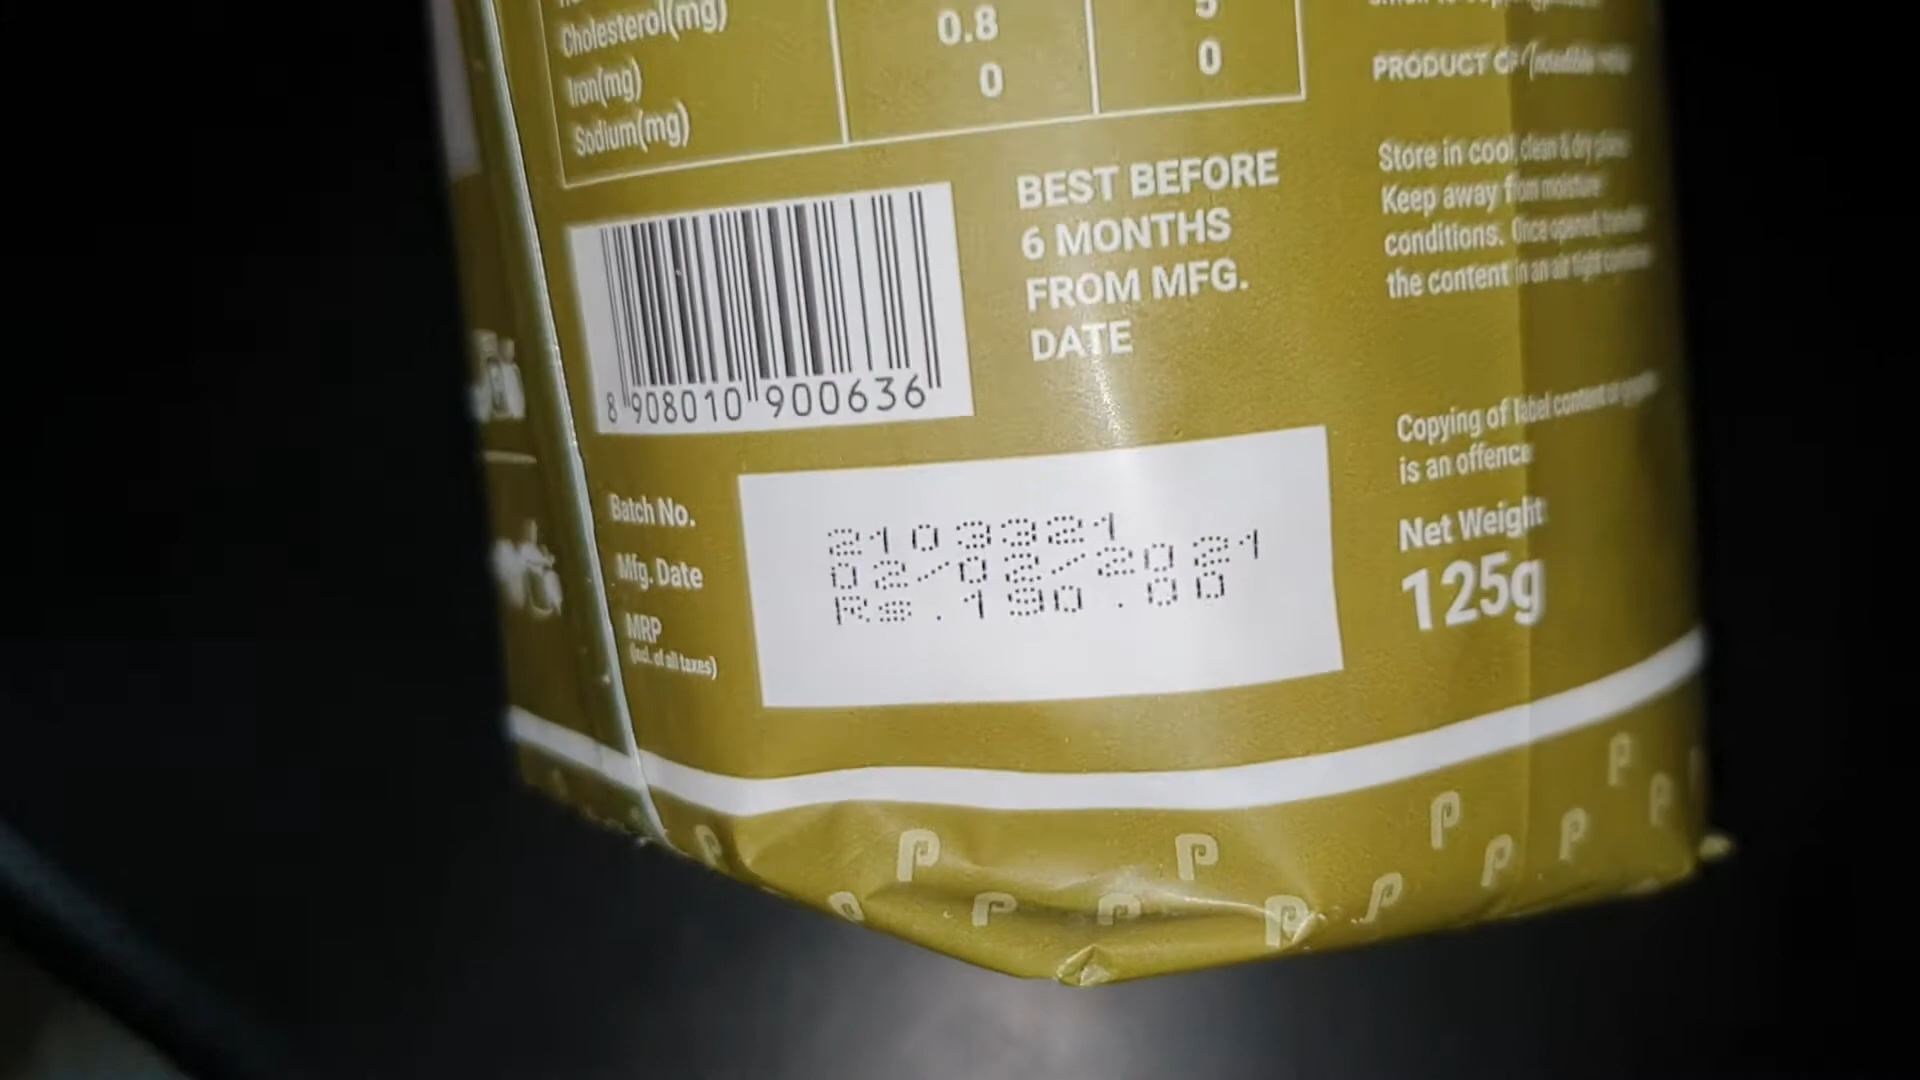 Cholesterol(mg)
Iron(mg)
Sodium(mg)
0.8
0
5
0
BEST BEFORE
6 MONTHS
FROM MFG.
DATE
8 908010 900636
Batch No.
Mfg. Date
MRP
(incl. of all taxes)
2103321
02/02/2021
Rs.190.00
PRODUCT OF
Store in cool, clean & dry place
Keep away from moisture
conditions. Once opened, transfer
the content in an air tight container
Copying of label content or
is an offence
Net Weight
125g